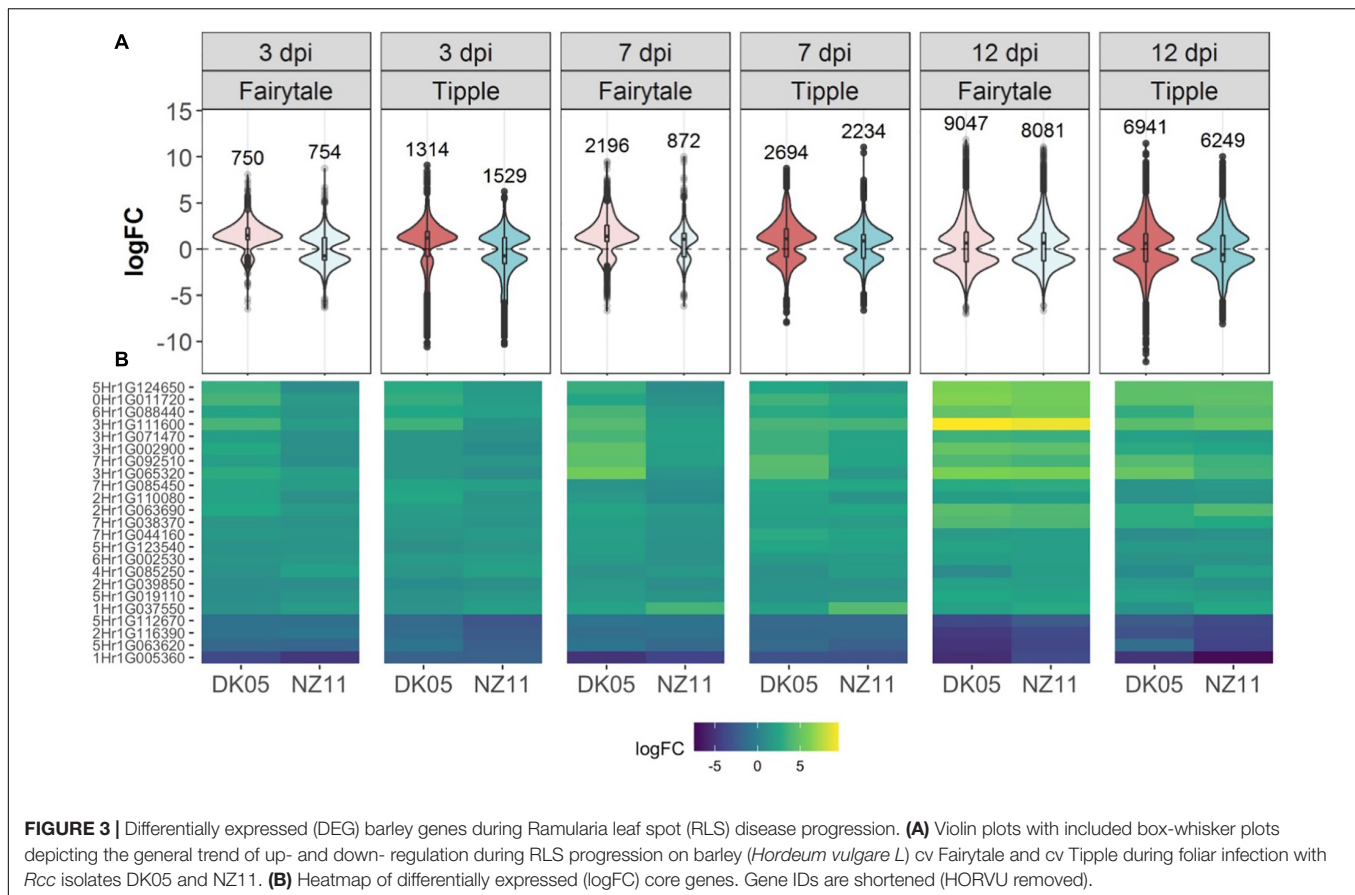 A
3 dpi 3 dpi 7 dpi 7 dpi 12 dpi 12 dpi
Fairytale Tipple Fairytale Tipple Fairytale Tipple
logFC
15
10
5
0
-5
-10
750 754 1314 1529 2196 872 2694 2234 9047 8081 6941 6249
B
5Hr1G124650
0Hr1G011720
6Hr1G088440
3Hr1G111600
3Hr1G071470
3Hr1G002900
7Hr1G092510
3Hr1G065320
7Hr1G085450
2Hr1G110080
2Hr1G063690
7Hr1G038370
7Hr1G044160
5Hr1G123540
6Hr1G002530
4Hr1G085250
2Hr1G039850
5Hr1G019110
1Hr1G037550
5Hr1G112670
2Hr1G116390
5Hr1G063620
1Hr1G005360
DK05 NZ11 DK05 NZ11 DK05 NZ11 DK05 NZ11 DK05 NZ11 DK05 NZ11
logFC
-5 0 5
FIGURE 3 | Differentially expressed (DEG) barley genes during Ramularia leaf spot (RLS) disease progression. (A) Violin plots with included box-whisker plots
depicting the general trend of up- and down- regulation during RLS progression on barley (Hordeum vulgare L) cv Fairytale and cv Tipple during foliar infection with
Rcc isolates DK05 and NZ11. (B) Heatmap of differentially expressed (logFC) core genes. Gene IDs are shortened (HORVU removed).